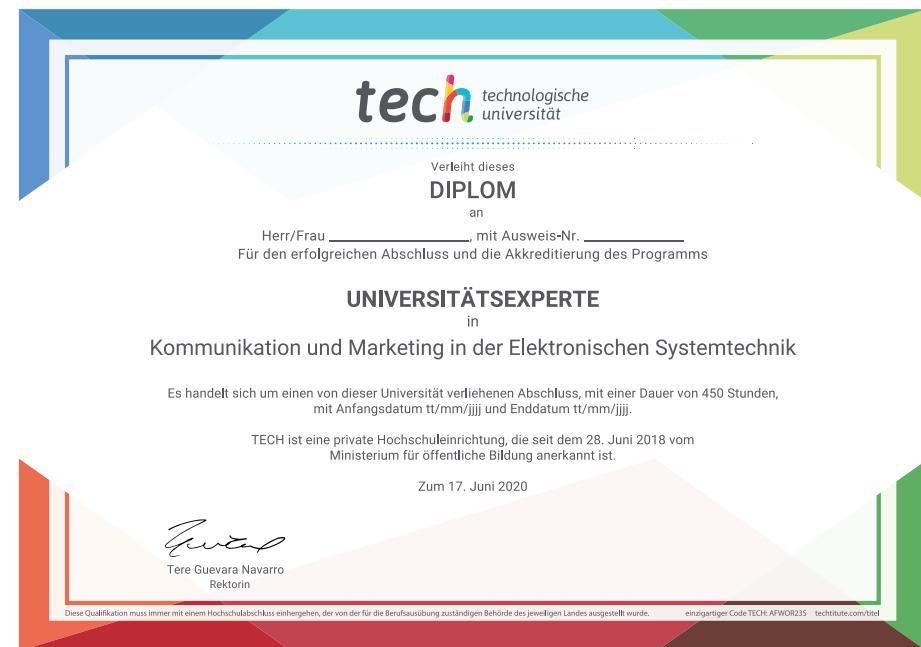 tech technologische
universität
Verleiht dieses
DIPLOM
an
Herr/Frau ____________________, mit Ausweis-Nr. ______________
Für den erfolgreichen Abschluss und die Akkreditierung des Programms
UNIVERSITÄTSEXPERTE
in
Kommunikation und Marketing in der Elektronischen Systemtechnik
Es handelt sich um einen von dieser Universität verliehenen Abschluss, mit einer Dauer von 450 Stunden,
mit Anfangsdatum tt/mm/jjjj und Enddatum tt/mm/jjjj.
TECH ist eine private Hochschuleinrichtung, die seit dem 28. Juni 2018 vom
Ministerium für öffentliche Bildung anerkannt ist.
Zum 17. Juni 2020
Tere Guevara Navarro
Rektorin
Diese Qualifikation muss immer mit einem Hochschulabschluss einhergehen, der von der für die Berufsausübung zuständigen Behörde des jeweiligen Landes ausgestellt wurde. einzigartiger Code TECH: AFWOR23S techtitute.com/titel